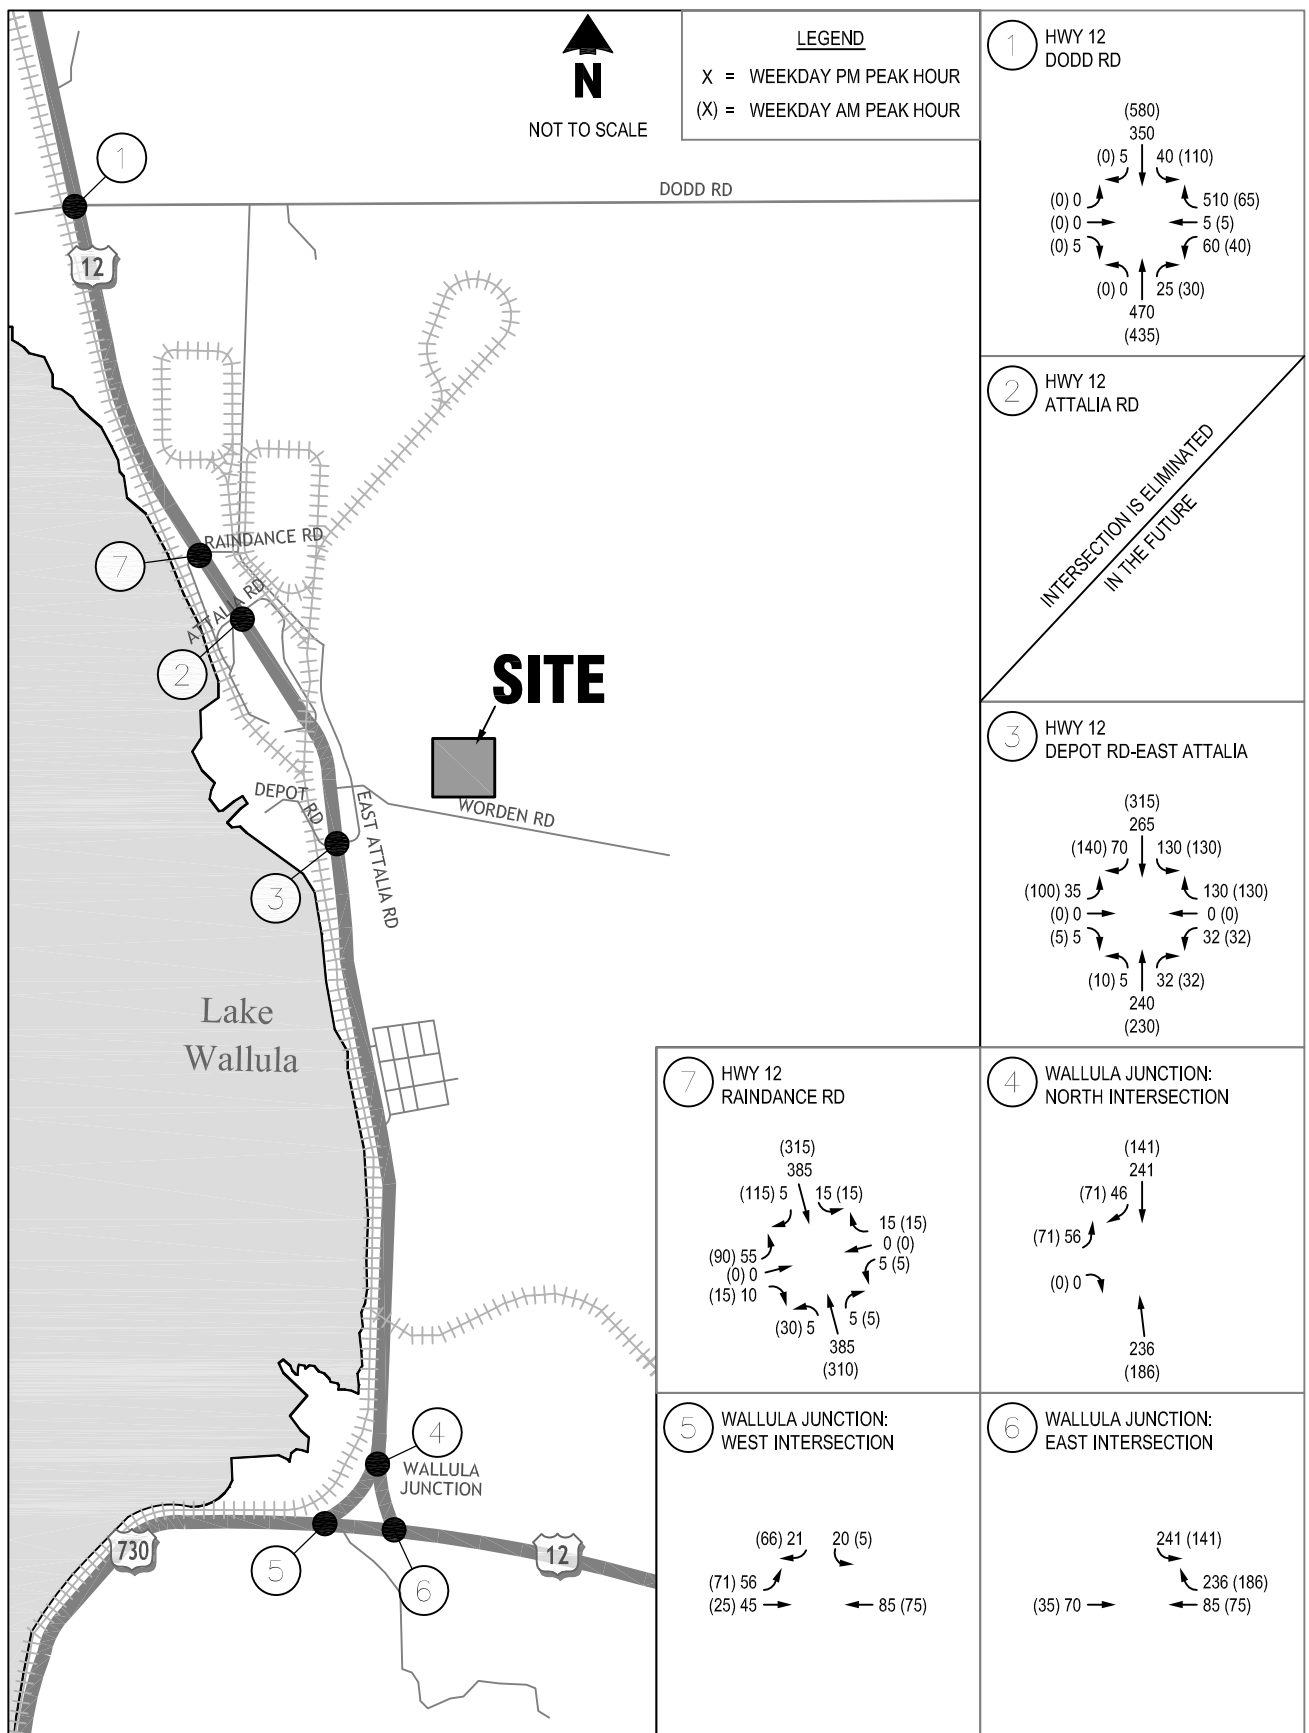 LEGEND
X = WEEKDAY PM PEAK HOUR
(X) = WEEKDAY AM PEAK HOUR
N
NOT TO SCALE
1
DODD RD
12
RAINDANCE RD
7
ATTALIA RD
2
SITE
DEPOT RD
EAST ATTALIA RD
WORDEN RD
3
Lake
Wallula
4
WALLULA
JUNCTION
730
5
6
12
1
HWY 12
DODD RD
(580)
350
(0) 5
40 (110)
(0) 0
510 (65)
(0) 0
5 (5)
(0) 5
60 (40)
(0) 0
25 (30)
470
(435)
2
HWY 12
ATTALIA RD
INTERSECTION IS ELIMINATED
IN THE FUTURE
3
HWY 12
DEPOT RD-EAST ATTALIA
(315)
265
(140) 70
130 (130)
(100) 35
130 (130)
(0) 0
0 (0)
(5) 5
32 (32)
(10) 5
32 (32)
240
(230)
7
HWY 12
RAINDANCE RD
(315)
385
(115) 5
15 (15)
15 (15)
0 (0)
(90) 55
5 (5)
(0) 0
(15) 10
(30) 5
5 (5)
385
(310)
4
WALLULA JUNCTION:
NORTH INTERSECTION
(141)
241
(71) 46
(71) 56
(0) 0
236
(186)
5
WALLULA JUNCTION:
WEST INTERSECTION
(66) 21
20 (5)
(71) 56
(25) 45
85 (75)
6
WALLULA JUNCTION:
EAST INTERSECTION
241 (141)
236 (186)
(35) 70
85 (75)